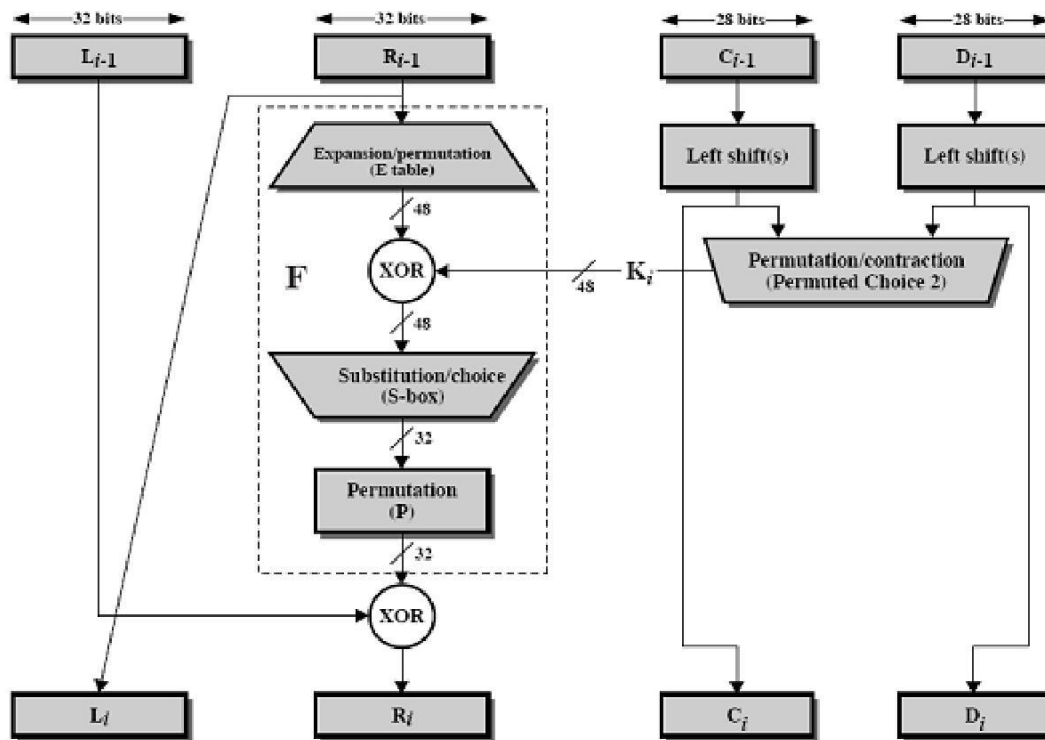 32 bits
32 bits
28 bits
28 bits
Li-1
Ri-1
Ci-1
Di-1
Expansion/permutation
(E table)
Left shift(s)
Left shift(s)
48
F
XOR
48
Ki
Permutation/contraction
(Permuted Choice 2)
48
Substitution/choice
(S-box)
32
Permutation
(P)
32
XOR
Li
Ri
Ci
Di